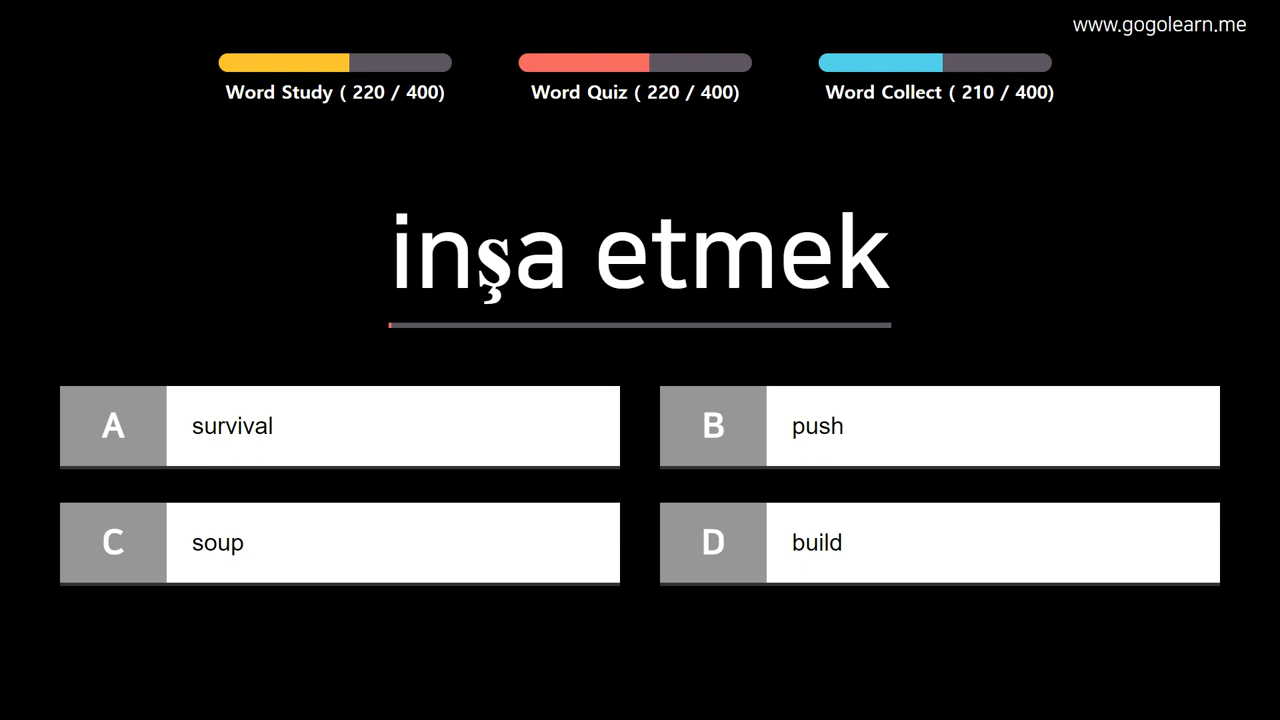 www.gogolearn.me
Word Study ( 220 / 400)
Word Quiz ( 220 / 400)
Word Collect ( 210 / 400)
inşa etmek
A survival
B push
C soup
D build